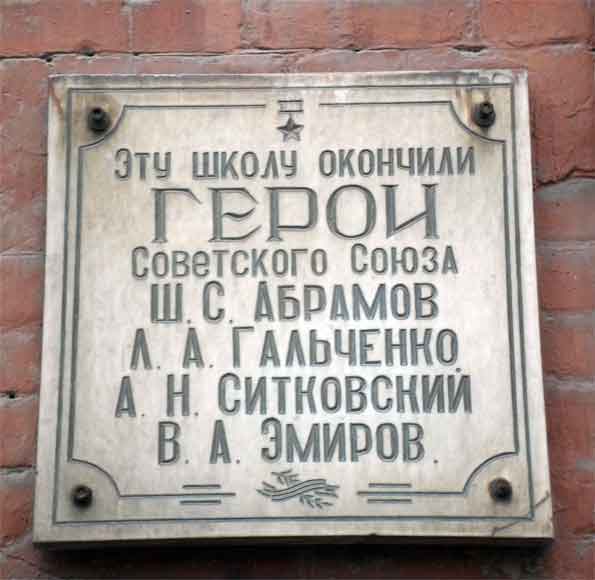 Эту школу окончили
ГЕРОИ
Советского Союза
Ш. С. АБРАМОВ
Л. А. ГАЛЬЧЕНКО
А. Н. СИТКОВСКИЙ
В. А. ЭМИРОВ.